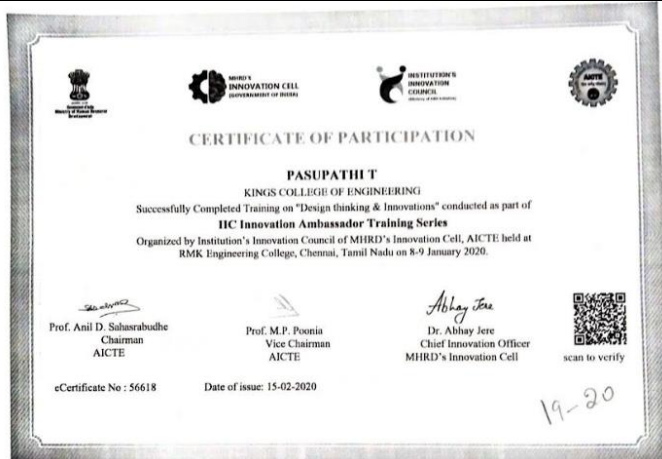 MHRD's
INNOVATION CELL
(GOVERNMENT OF INDIA)
INSTITUTION'S
INNOVATION
COUNCIL
AICTE
CERTIFICATE OF PARTICIPATION
PASUPATHI T
KINGS COLLEGE OF ENGINEERING
Successfully Completed Training on "Design thinking & Innovations" conducted as part of
IIC Innovation Ambassador Training Series
Organized by Institution's Innovation Council of MHRD's Innovation Cell, AICTE held at
RMK Engineering College, Chennai, Tamil Nadu on 8-9 January 2020.
Abhay Jere
Prof. Anil D. Sahasrabudhe
Chairman
AICTE
Prof. M.P. Poonia
Vice Chairman
AICTE
Dr. Abhay Jere
Chief Innovation Officer
MHRD's Innovation Cell
scan to verify
eCertificate No : 56618
Date of issue: 15-02-2020
19-20